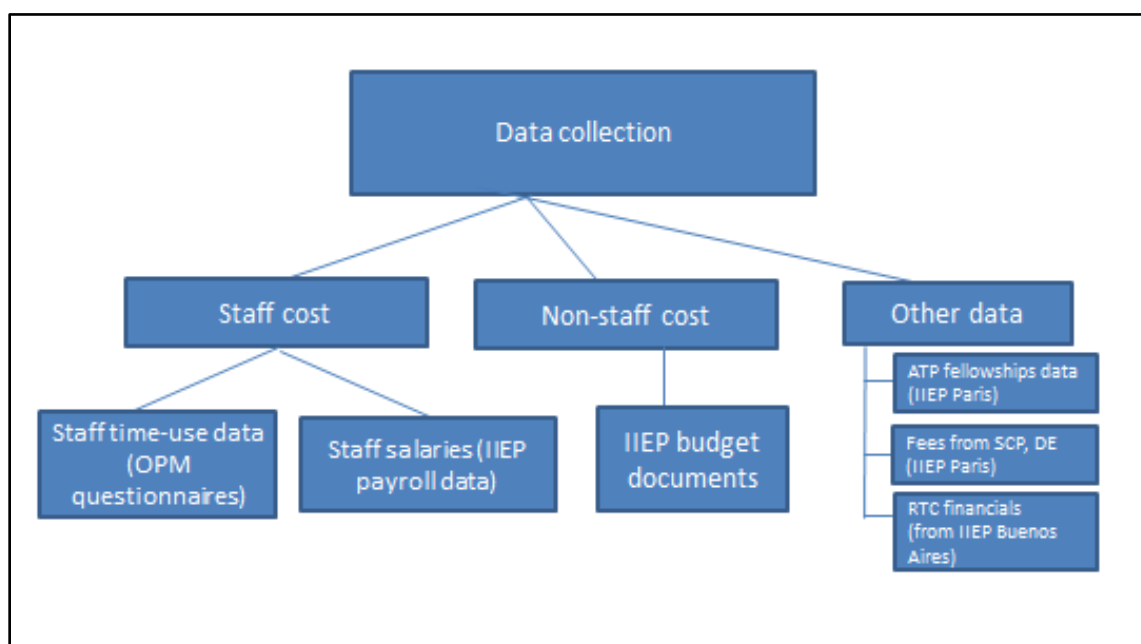 Data collection
Staff cost
Non-staff cost
Other data
Staff time-use data
(OPM
questionnaires)
Staff salaries (IIEP
payroll data)
IIEP budget
documents
ATP fellowships data
(IIEP Paris)
Fees from SCP, DE
(IIEP Paris)
RTC financials
(from IIEP Buenos
Aires)